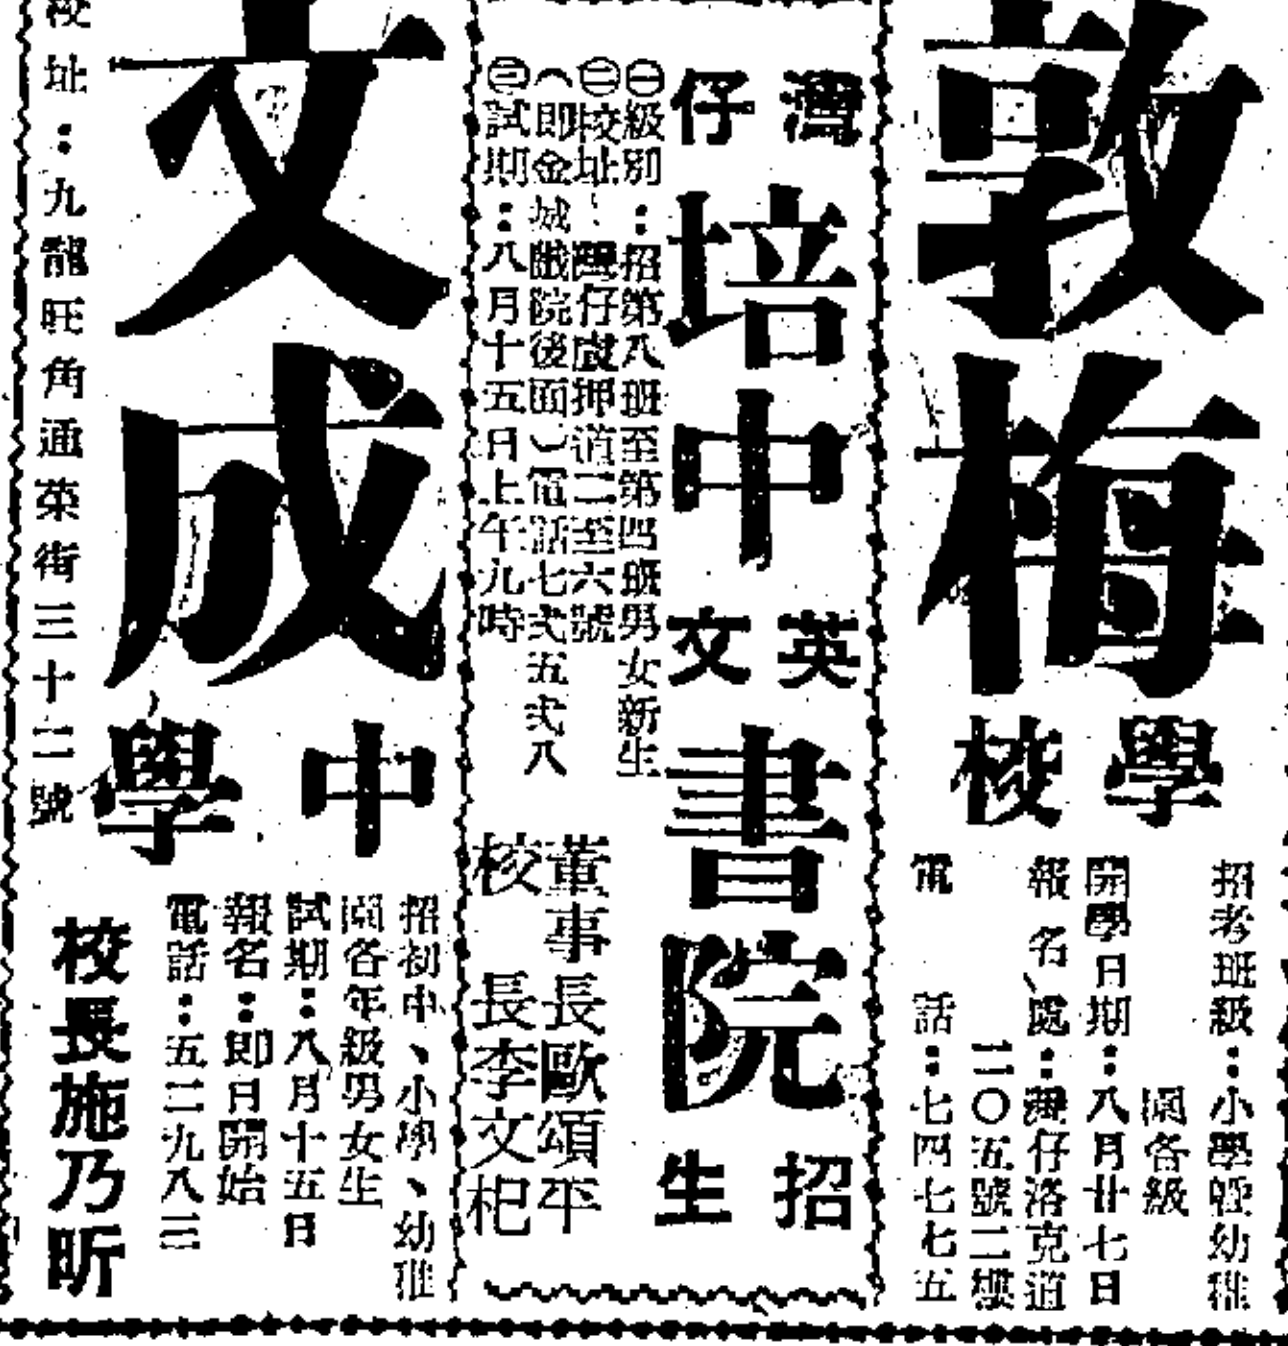 敦梅
學校
招考班級：小學暨幼稚
園各級
開學日期：八月廿七日
報名處：灣仔洛克道
二〇五號二樓
電話：七四七七五
灣仔
培中
英文
書院
招生
㊀級別：招第八班至第四班男女新生
㊁校址：灣仔盧押道二至六號
（即金城戲院後面）電話七弍五弍八
㊂試期：八月十五日上午九時
董事長歐頌平
校長李文杞
文成
中學
招初中、小學、幼稚
園各年級男女生
試期：八月十五日
報名：即日開始
電話：五二九八三
校址：九龍旺角通菜街三十二號
校長施乃昕